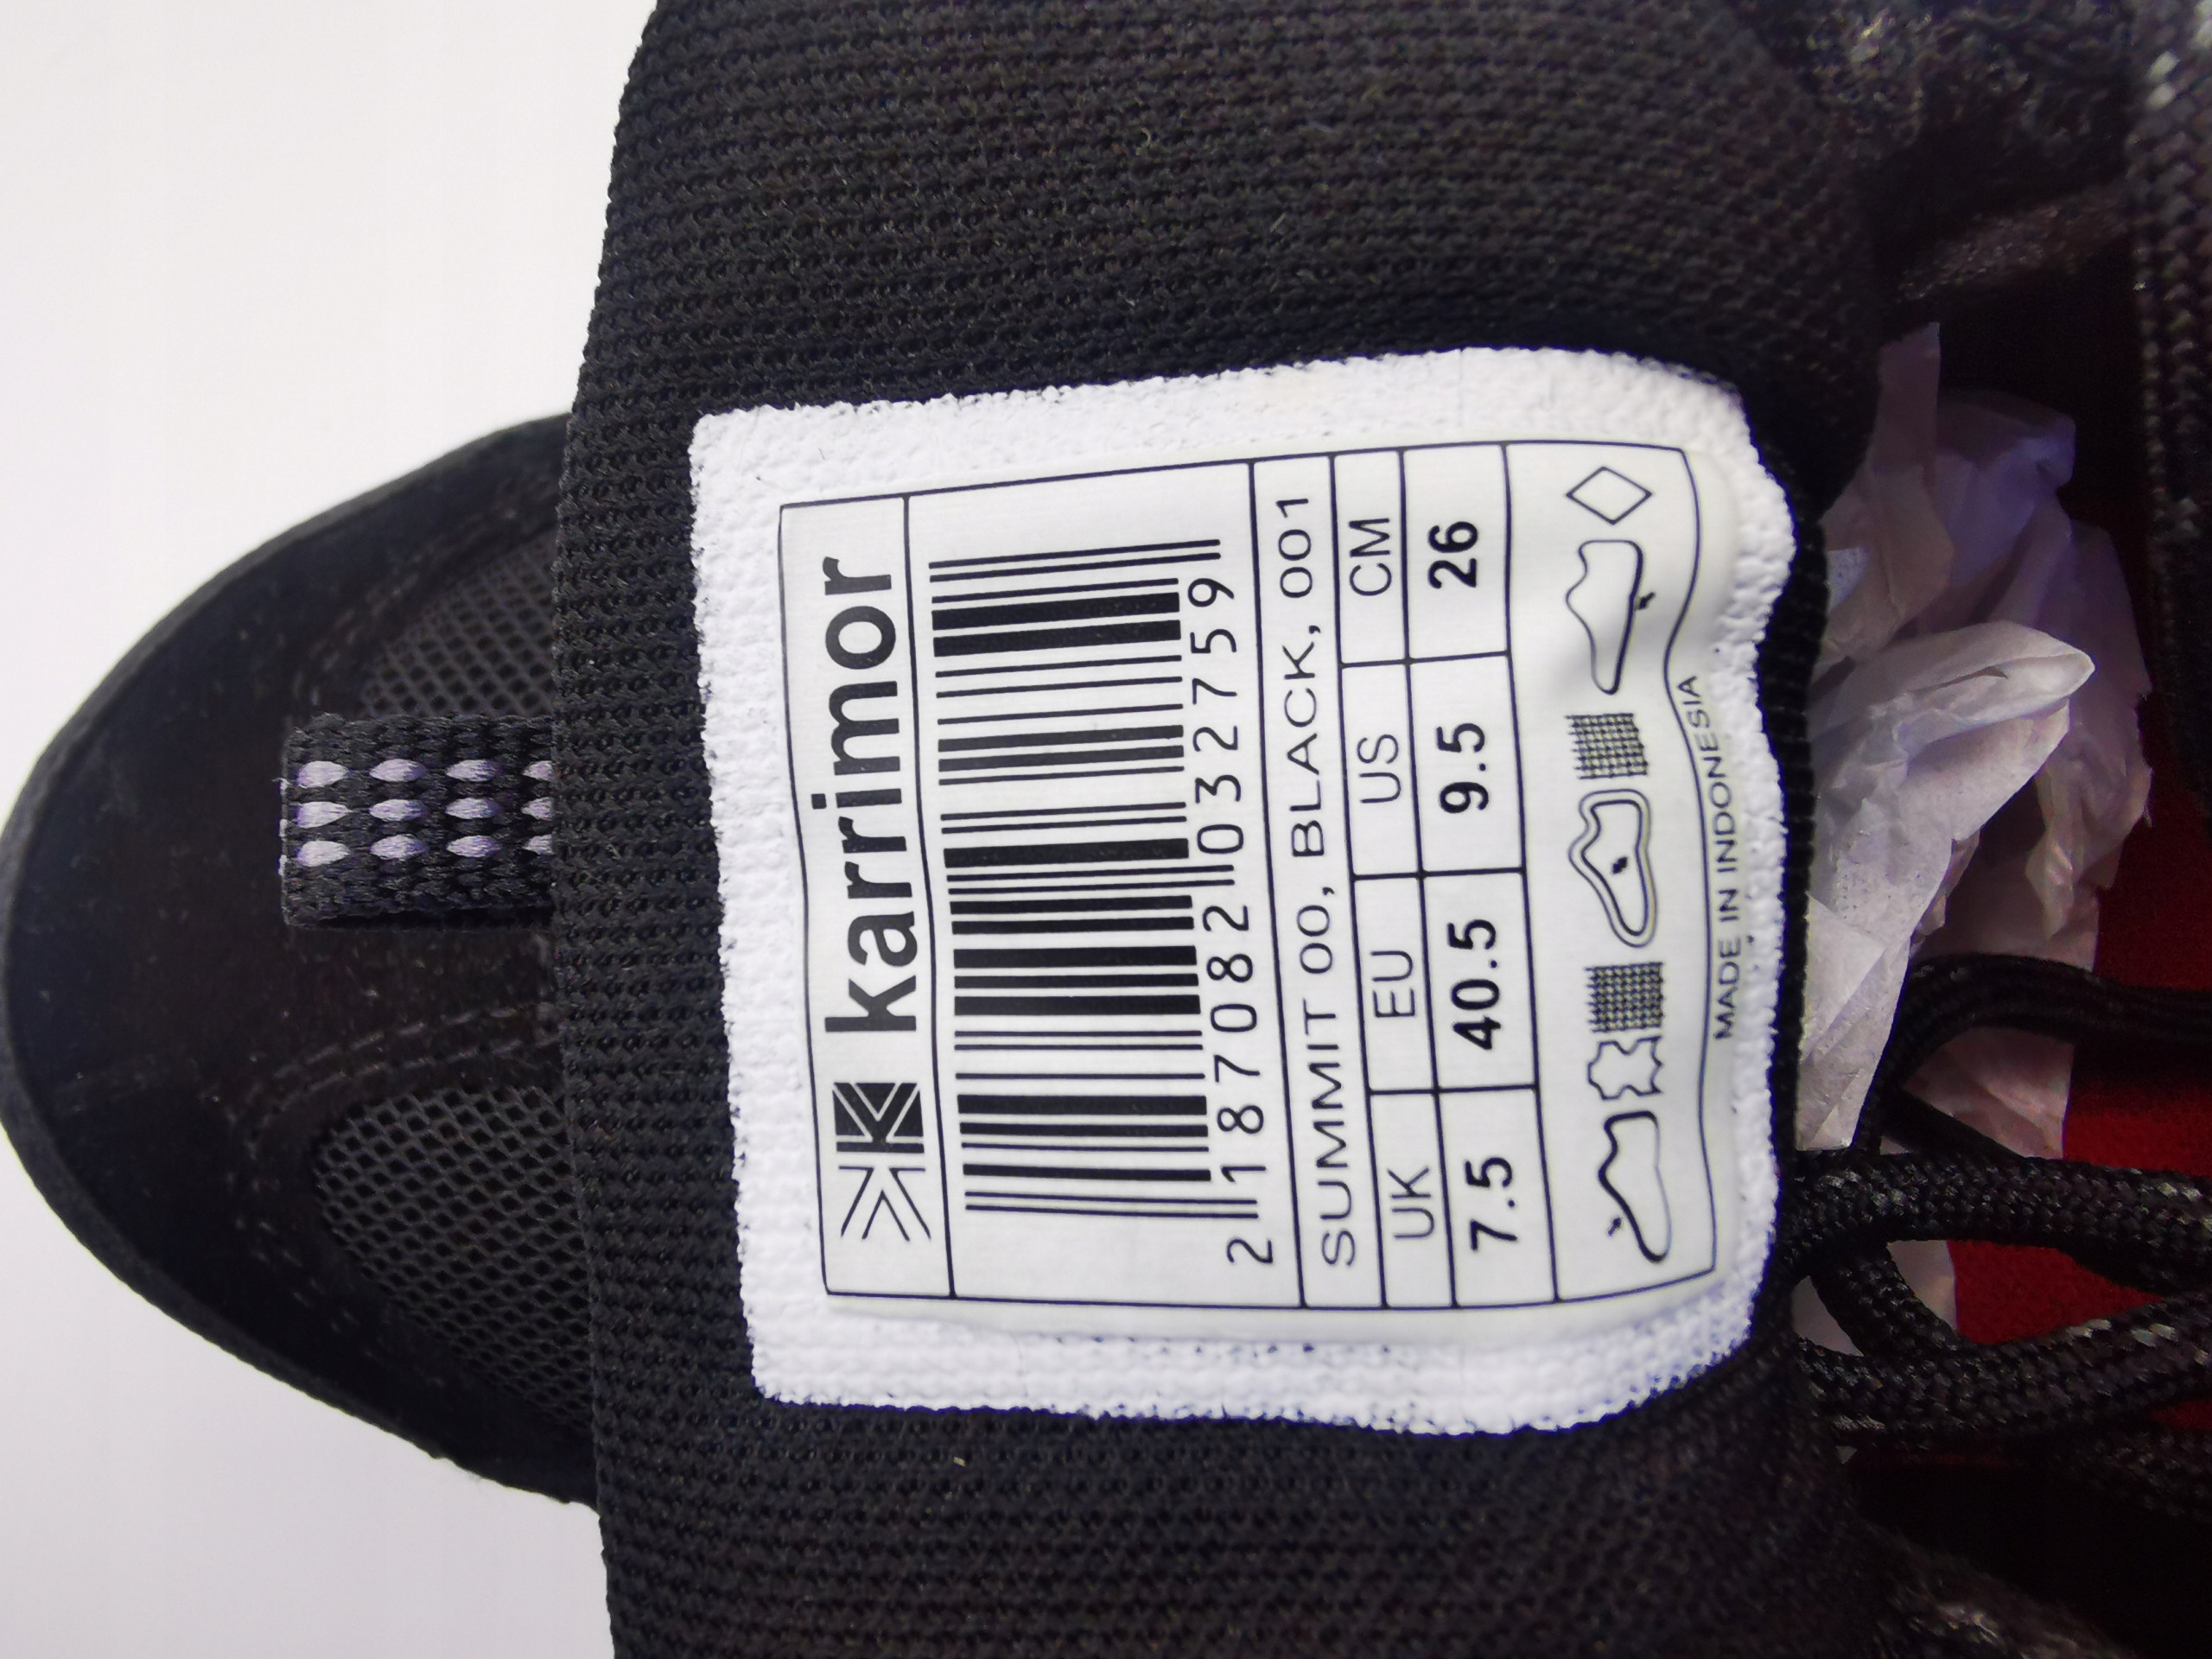 karrimor
2 187082 032759
SUMMIT 00, BLACK, 001
UK EU US CM
7.5 40.5 9.5 26
MADE IN INDONESIA